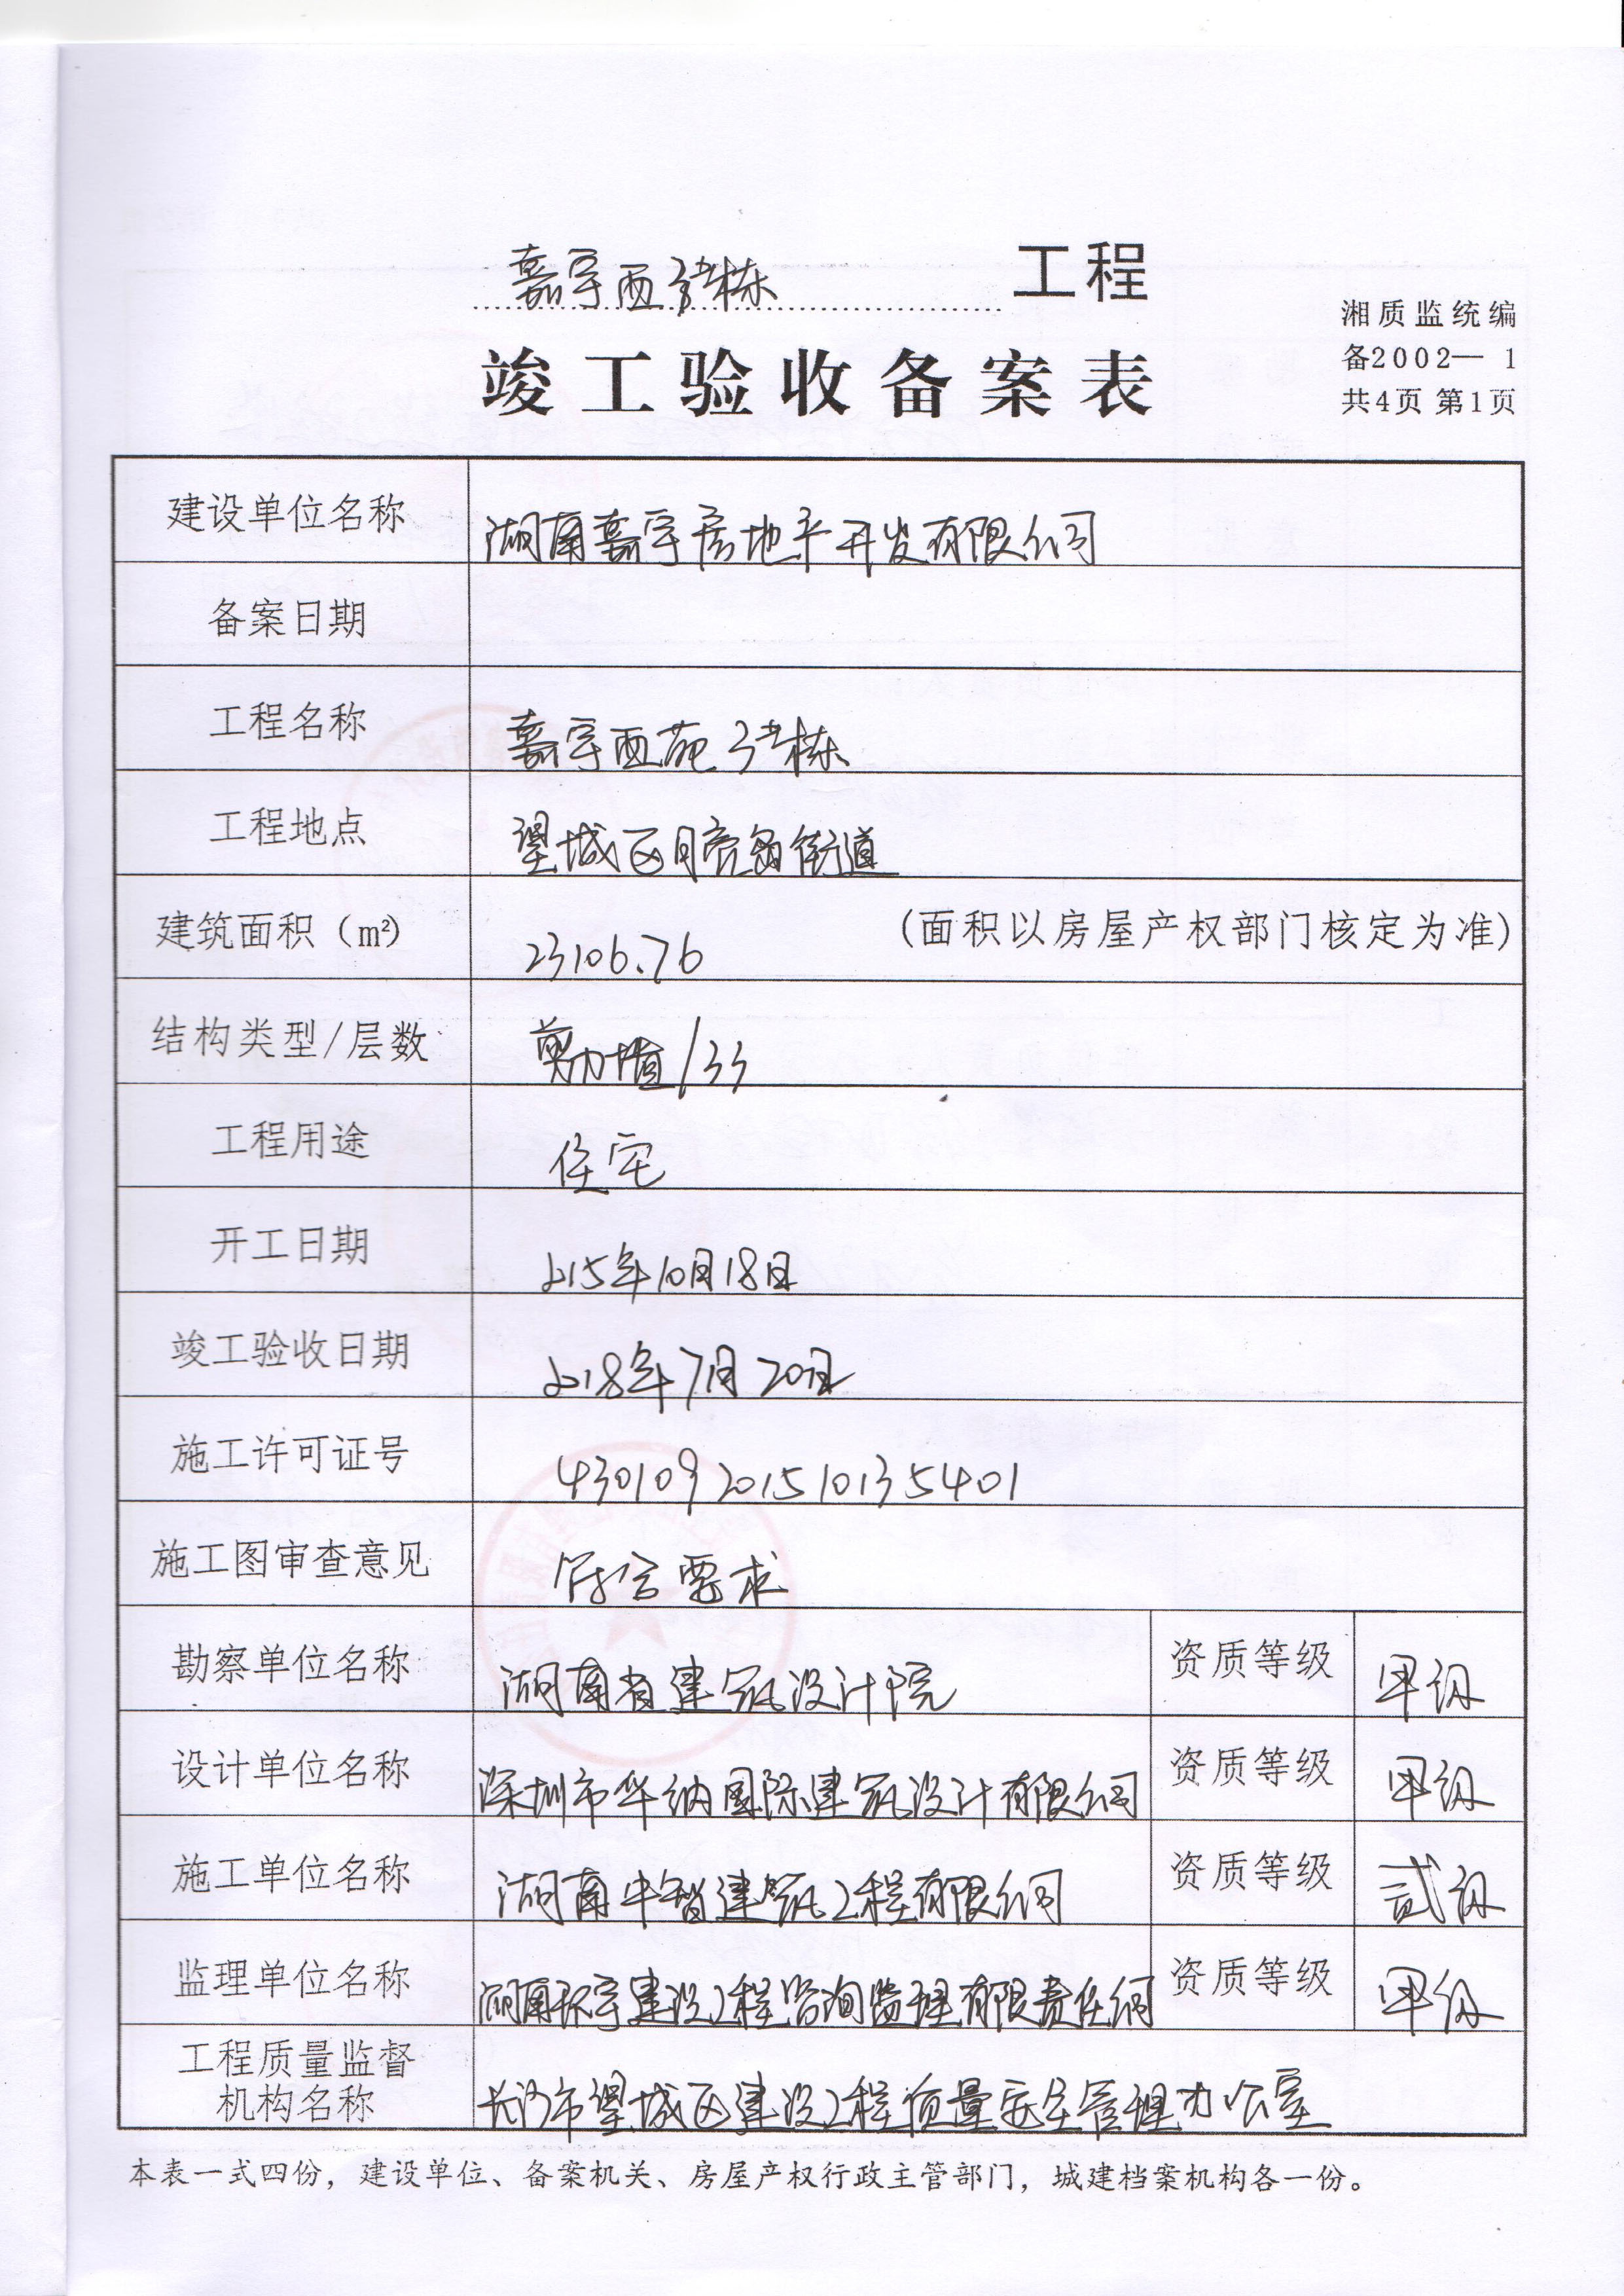 嘉宇西3#栋 工程
竣工验收备案表
湘质监统编
备2002—1
共4页 第1页
建设单位名称 湖南嘉宇房地产开发有限公司
备案日期
工程名称 嘉宇西苑3#栋
工程地点 望城区月亮岛街道
建筑面积（m²） 23106.76 (面积以房屋产权部门核定为准)
结构类型/层数 剪力墙/33
工程用途 住宅
开工日期 2015年10月18日
竣工验收日期 2018年7月20日
施工许可证号 430109201510135401
施工图审查意见 符合要求
勘察单位名称 湖南省建筑设计院 资质等级 甲级
设计单位名称 深圳市华纳国际建筑设计有限公司 资质等级 甲级
施工单位名称 湖南中智建筑工程有限公司 资质等级 贰级
监理单位名称 湖南环宇建设工程咨询监理有限责任公司 资质等级 甲级
工程质量监督
机构名称 长沙市望城区建设工程质量安全管理办公室
本表一式四份，建设单位、备案机关、房屋产权行政主管部门，城建档案机构各一份。